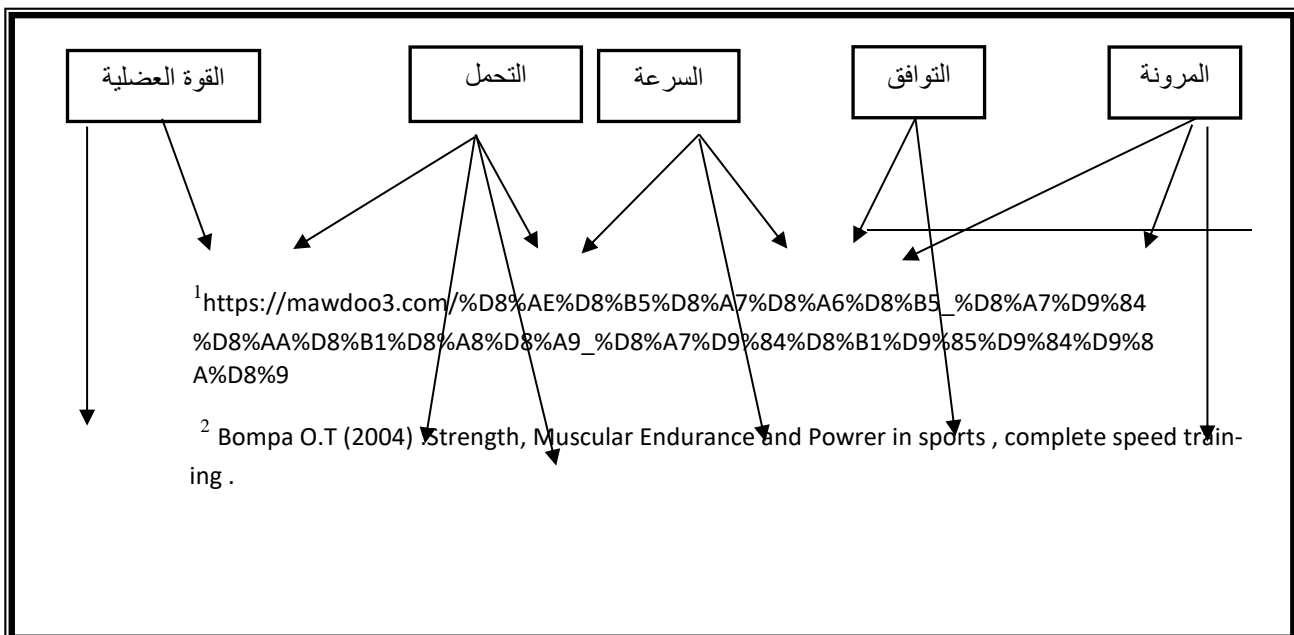 المرونة
التوافق
السرعة
التحمل
القوة العضلية
1https://mawdoo3.com/%D8%AE%D8%B5%D8%A7%D8%A6%D8%B5_%D8%A7%D9%84
%D8%AA%D8%B1%D8%A8%D8%A9_%D8%A7%D9%84%D8%B1%D9%85%D9%84%D9%8
A%D8%9
2 Bompa O.T (2004) .Strength, Muscular Endurance and Powrer in sports , complete speed train-
ing .